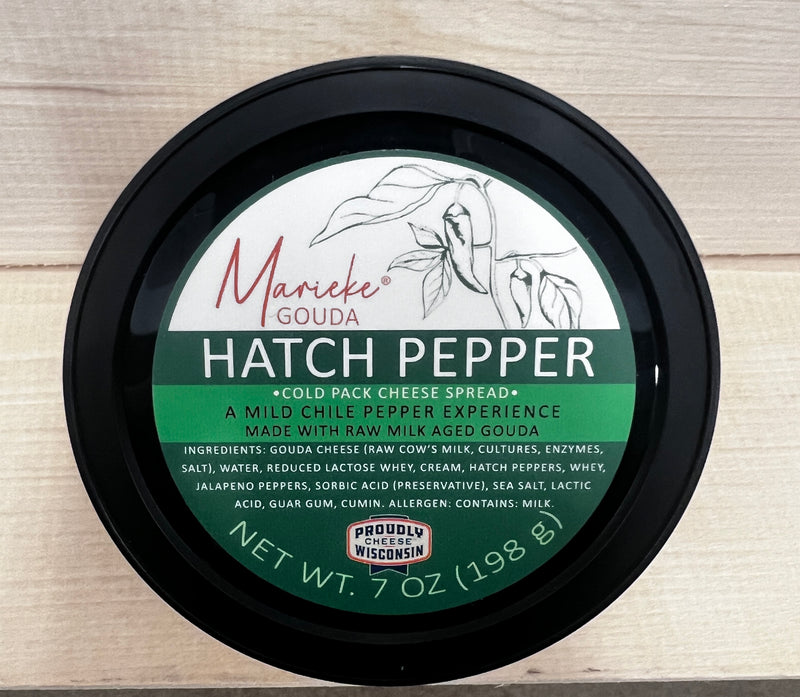 Marieke®
GOUDA
HATCH PEPPER
•COLD PACK CHEESE SPREAD•
A MILD CHILE PEPPER EXPERIENCE
MADE WITH RAW MILK AGED GOUDA
INGREDIENTS: GOUDA CHEESE (RAW COW'S MILK, CULTURES, ENZYMES,
SALT), WATER, REDUCED LACTOSE WHEY, CREAM, HATCH PEPPERS, WHEY,
JALAPENO PEPPERS, SORBIC ACID (PRESERVATIVE), SEA SALT, LACTIC
ACID, GUAR GUM, CUMIN. ALLERGEN: CONTAINS: MILK.
PROUDLY
CHEESE
WISCONSIN
NET WT. 7 OZ (198 g)